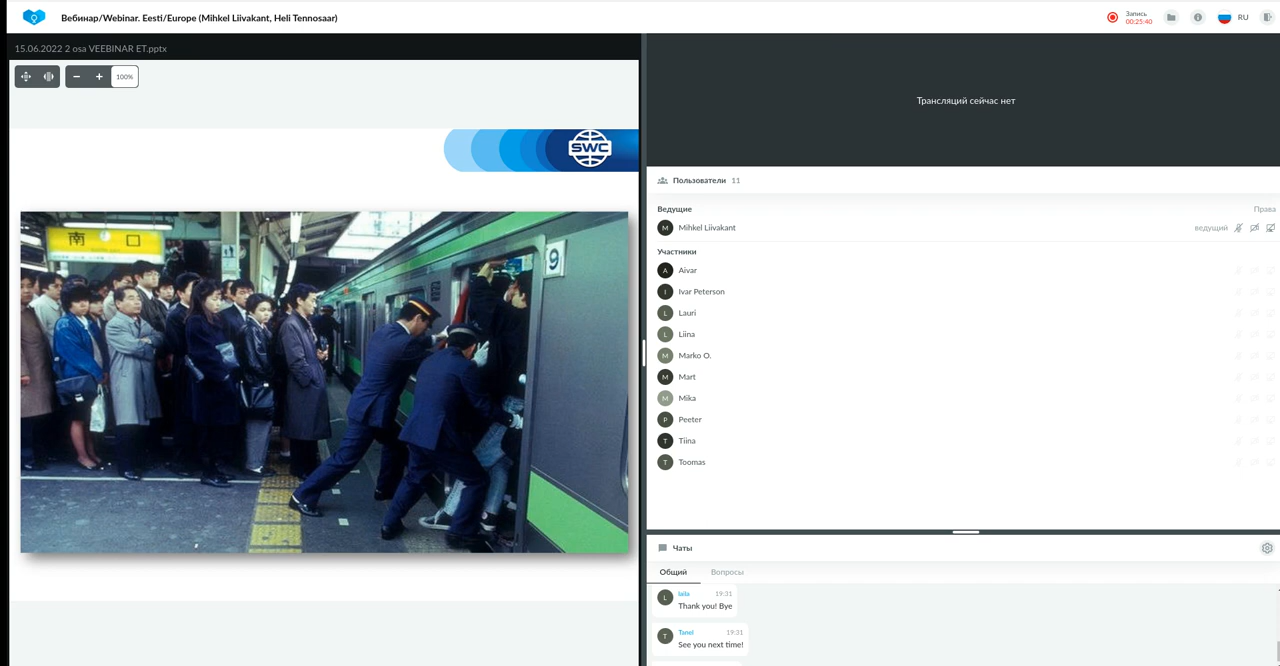 Вебинар/Webinar. Eesti/Europe (Mihkel Liivakant, Heli Tennosaar)
Запись
00:25:40
RU
15.06.2022 2 osa VEEBINAR ET.pptx
100%
SWC
南 口
9
Трансляций сейчас нет
Пользователи 11
Ведущие Права
M Mihkel Liivakant ведущий
Участники
A Aivar
I Ivar Peterson
L Lauri
L Liina
M Marko O.
M Mart
M Mika
P Peeter
T Tiina
T Toomas
Чаты
Общий Вопросы
L laila 19:31
Thank you! Bye
T Tanel 19:31
See you next time!